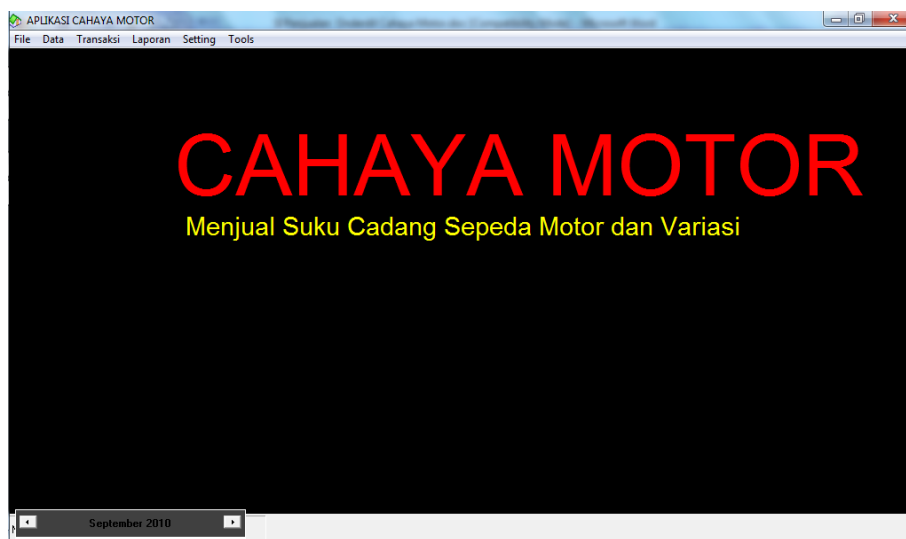 APLIKASI CAHAYA MOTOR
File Data Transaksi Laporan Setting Tools
CAHAYA MOTOR
Menjual Suku Cadang Sepeda Motor dan Variasi
September 2010